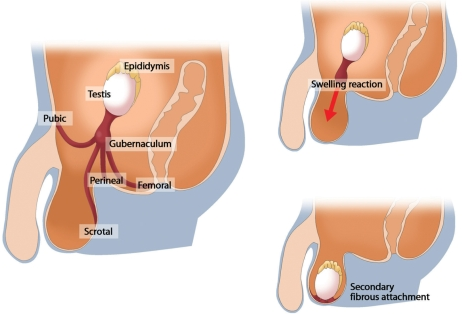 Epididymis
Testis
Pubic
Gubernaculum
Perineal
Femoral
Scrotal
Swelling reaction
Secondary
fibrous attachment